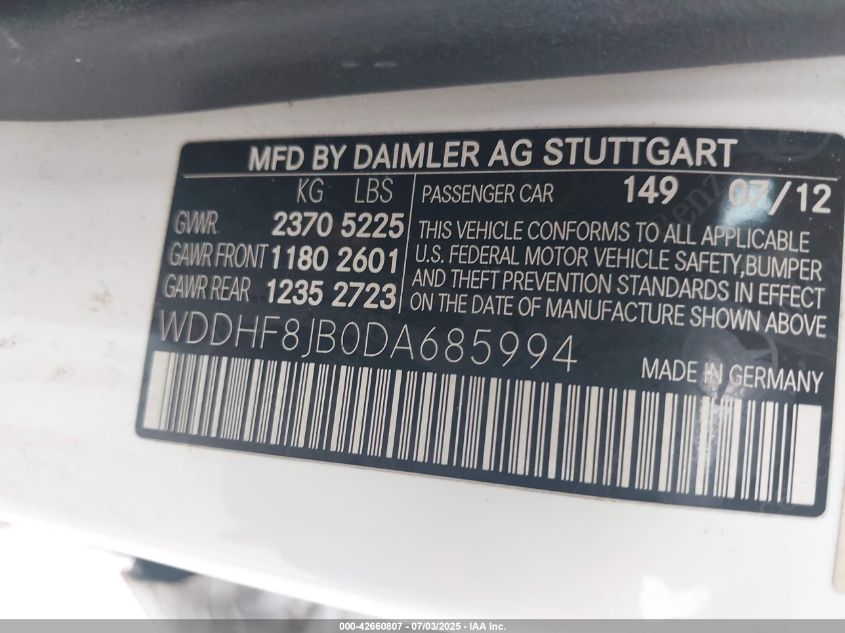 MFD BY DAIMLER AG STUTTGART
KG LBS
GVWR 2370 5225
GAWR FRONT 1180 2601
GAWR REAR 1235 2723
PASSENGER CAR 149 07/12
THIS VEHICLE CONFORMS TO ALL APPLICABLE
U.S. FEDERAL MOTOR VEHICLE SAFETY,BUMPER
AND THEFT PREVENTION STANDARDS IN EFFECT
ON THE DATE OF MANUFACTURE SHOWN ABOVE.
WDDHF8JB0DA685994
MADE IN GERMANY
000-42660807 - 07/03/2025 - IAA Inc.